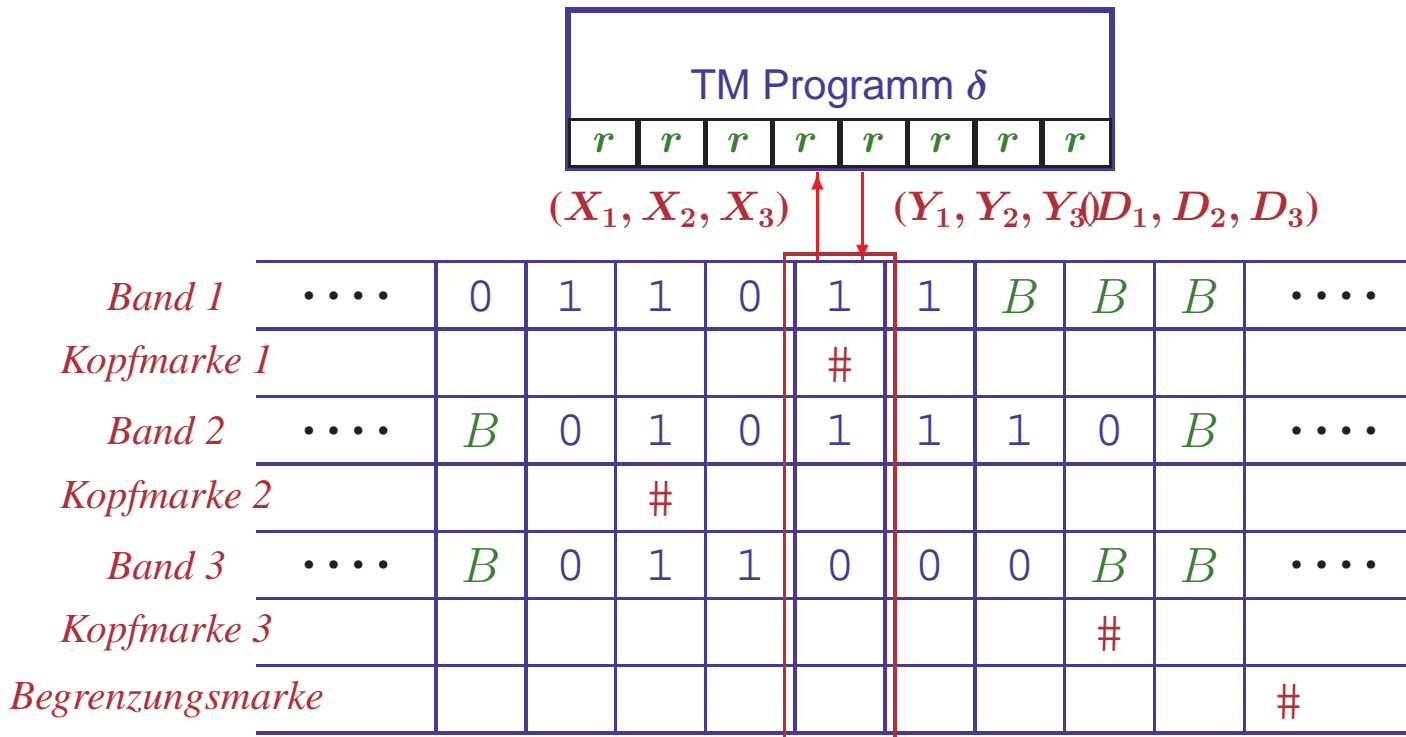 TM Programm δ
r r r r r r r r
(X₁, X₂, X₃) (Y₁, Y₂, Y₃)(D₁, D₂, D₃)
Band 1 ···· 0 1 1 0 1 1 B B B ····
Kopfmarke 1 #
Band 2 ···· B 0 1 0 1 1 1 0 B ····
Kopfmarke 2 #
Band 3 ···· B 0 1 1 0 0 0 B B ····
Kopfmarke 3 #
Begrenzungsmarke #